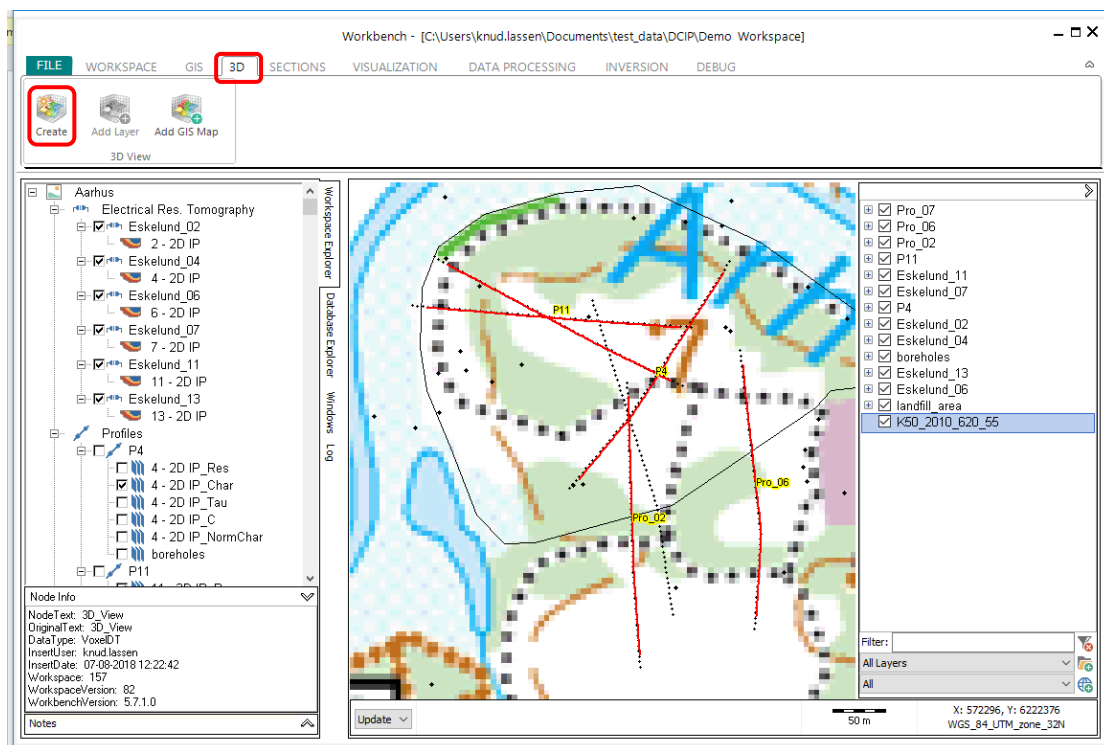 Workbench - [C:\Users\knud.lassen\Documents\test_data\DCIP\Demo Workspace]
FILE WORKSPACE GIS 3D SECTIONS VISUALIZATION DATA PROCESSING INVERSION DEBUG
Create Add Layer Add GIS Map
3D View
Aarhus
Electrical Res. Tomography
Eskelund_02
2 - 2D IP
Eskelund_04
4 - 2D IP
Eskelund_06
6 - 2D IP
Eskelund_07
7 - 2D IP
Eskelund_11
11 - 2D IP
Eskelund_13
13 - 2D IP
Profiles
P4
4 - 2D IP_Res
4 - 2D IP_Char
4 - 2D IP_Tau
4 - 2D IP_C
4 - 2D IP_NormChar
boreholes
P11
Workspace Explorer
Database Explorer
Windows
Log
Node Info
NodeText: 3D_View
OriginalText: 3D_View
DataType: VoxelDT
InsertUser: knud.lassen
InsertDate: 07-08-2018 12:22:42
Workspace: 157
WorkspaceVersion: 82
WorkbenchVersion: 5.7.1.0
Notes
P11
P4
Pro_06
Pro_02
7
Pro_07
Pro_06
Pro_02
P11
Eskelund_11
Eskelund_07
P4
Eskelund_02
Eskelund_04
boreholes
Eskelund_13
Eskelund_06
landfill_area
K50_2010_620_55
Filter:
All Layers
All
Update
50 m
X: 572296, Y: 6222376
WGS_84_UTM_zone_32N